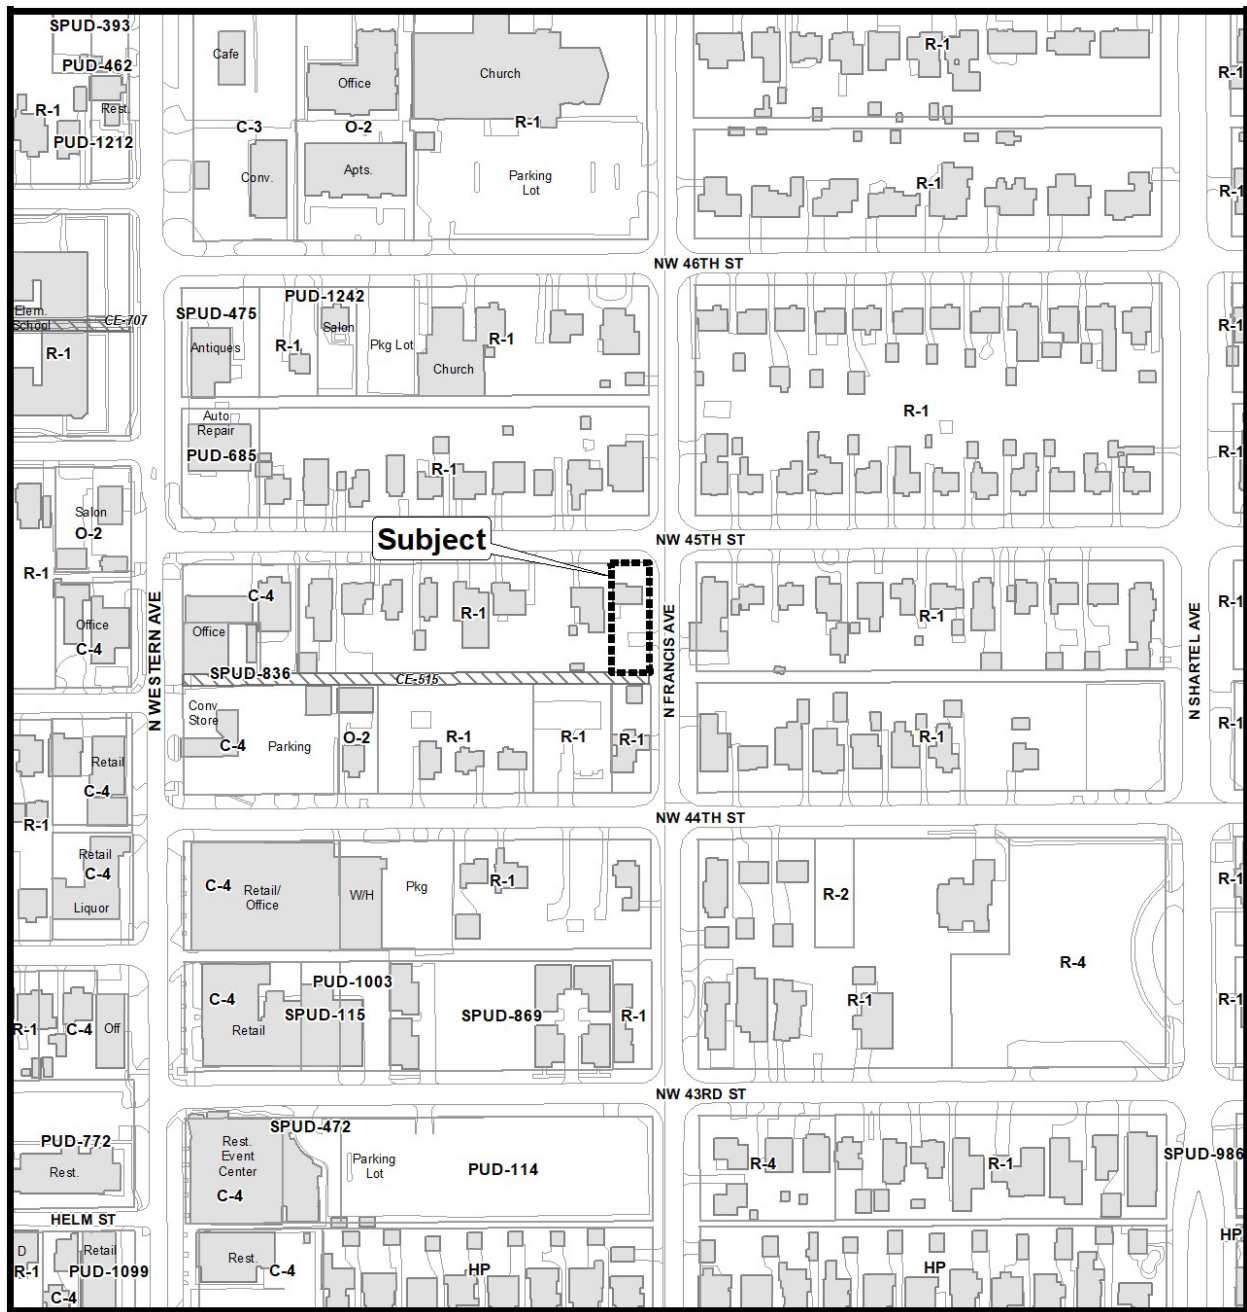 SPUD-393
PUD-462
R-1
Rest.
PUD-1212
Cafe
Office
Church
C-3
O-2
R-1
Conv.
Apts.
Parking
Lot
R-1
R-1
R-1
R-1
NW 46TH ST
Elem.
School
CE-707
R-1
SPUD-475
PUD-1242
Salon
Antiques
R-1
Pkg Lot
R-1
Church
Auto
Repair
PUD-685
R-1
R-1
R-1
R-1
Subject
NW 45TH ST
Salon
O-2
R-1
Office
C-4
N WESTERN AVE
C-4
Office
R-1
SPUD-836
CE-515
N FRANCIS AVE
R-1
N SHARTEL AVE
R-1
Conv
Store
C-4
Parking
O-2
R-1
R-1
R-1
R-1
R-1
Retail
C-4
R-1
Retail
C-4
Liquor
NW 44TH ST
C-4
Retail/
Office
W/H
Pkg
R-1
R-2
R-4
R-1
R-1
C-4
Off
C-4
Retail
PUD-1003
SPUD-115
SPUD-869
R-1
R-1
R-1
NW 43RD ST
PUD-772
Rest.
HELM ST
SPUD-472
Rest.
Event
Center
C-4
Parking
Lot
PUD-114
R-4
R-1
SPUD-986
D
R-1
Retail
PUD-1099
C-4
Rest.
C-4
HP
HP
HP